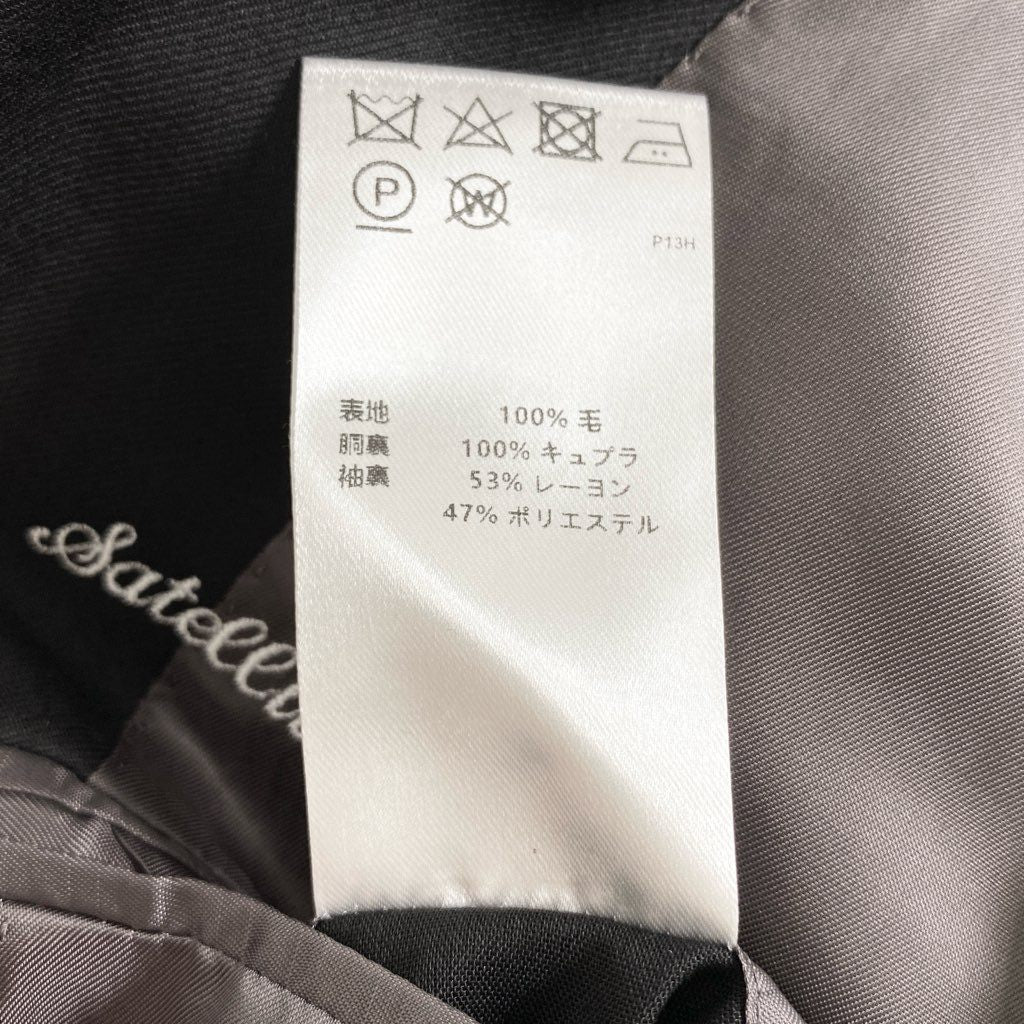 P
W
P13H
表地 100% 毛
胴裏 100% キュプラ
袖裏 53% レーヨン
47% ポリエステル